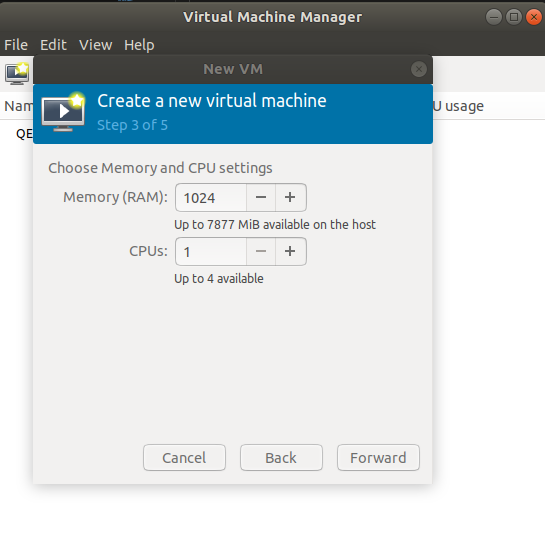 Virtual Machine Manager
File Edit View Help
New VM
Create a new virtual machine
Step 3 of 5
Nam
U usage
QE
Choose Memory and CPU settings
Memory (RAM): 1024
Up to 7877 MiB available on the host
CPUs: 1
Up to 4 available
Cancel Back Forward